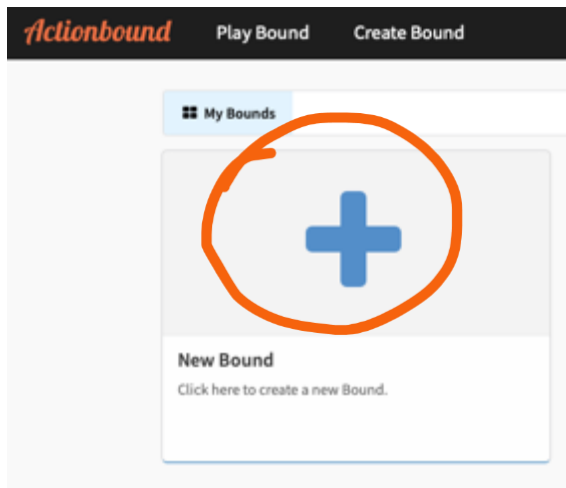 Actionbound Play Bound Create Bound
My Bounds
New Bound
Click here to create a new Bound.